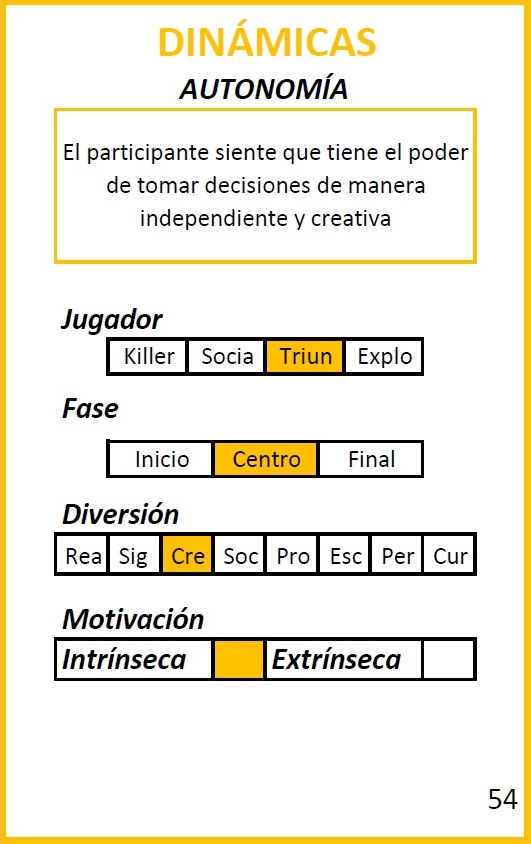 DINÁMICAS
AUTONOMÍA
El participante siente que tiene el poder
de tomar decisiones de manera
independiente y creativa
Jugador
Killer Socia Triun Explo
Fase
Inicio Centro Final
Diversión
Rea Sig Cre Soc Pro Esc Per Cur
Motivación
Intrínseca Extrínseca
54